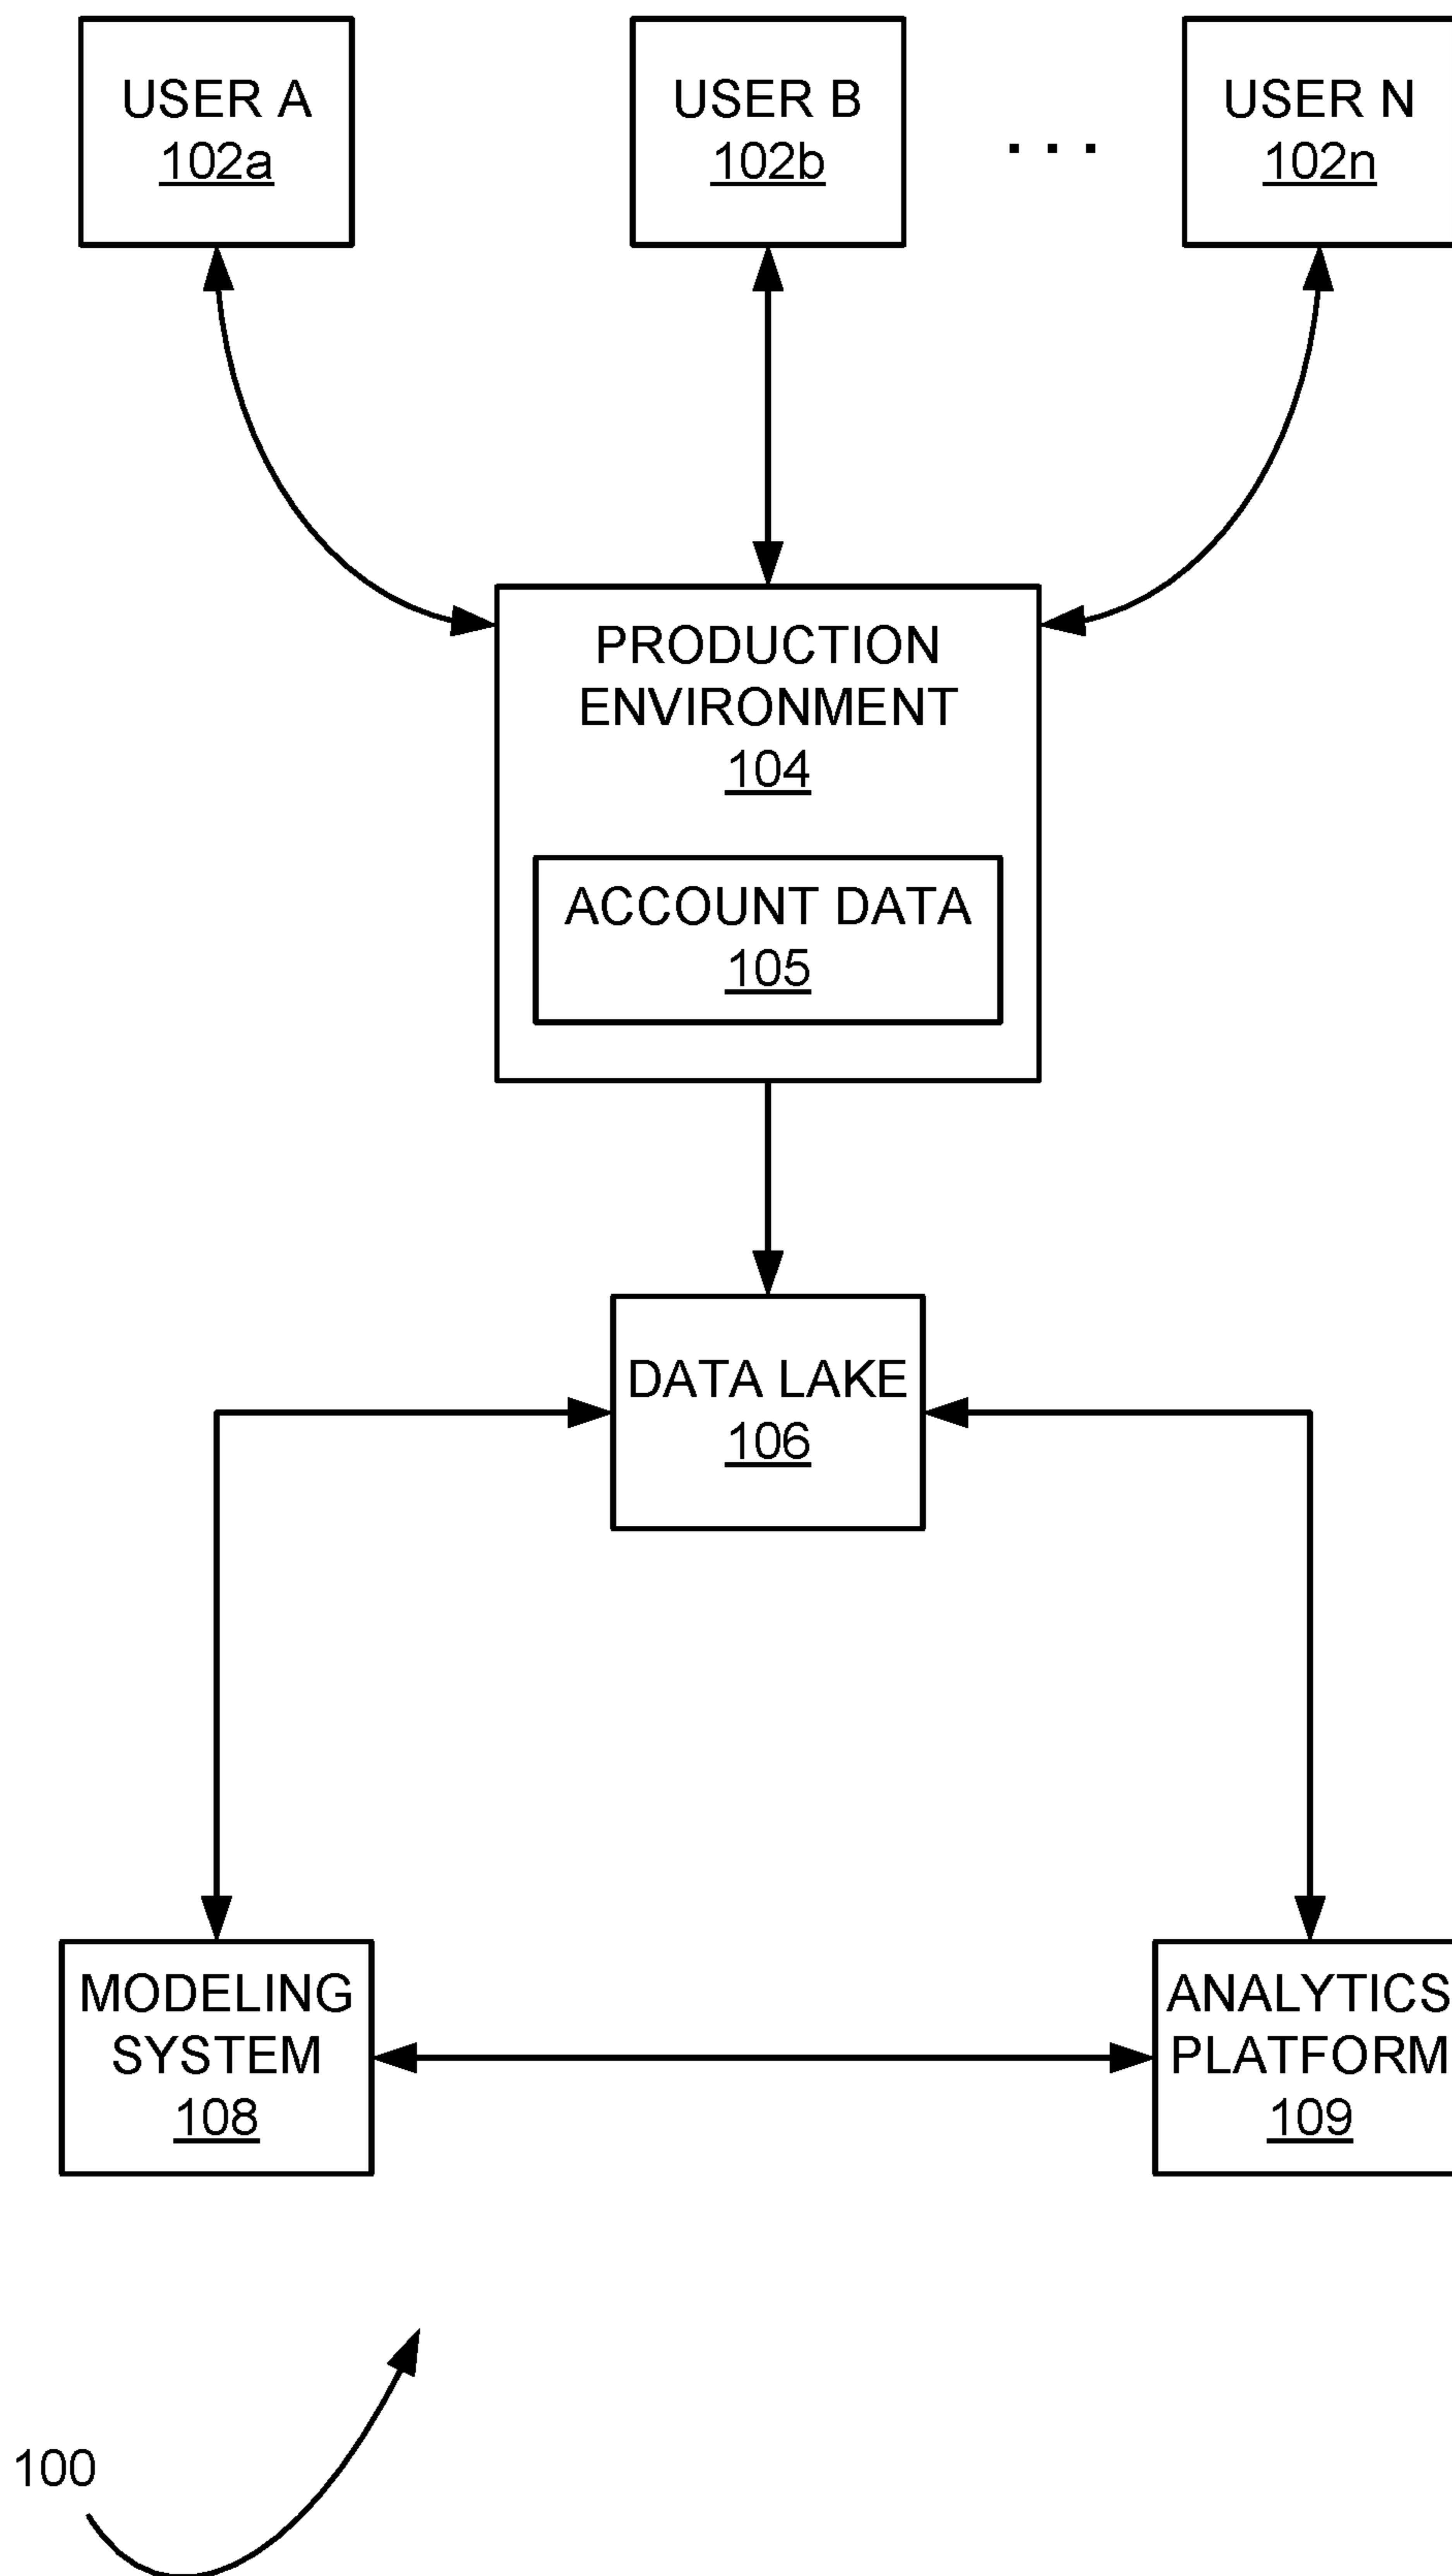 USER A
102a
USER B
102b
. . .
USER N
102n
PRODUCTION
ENVIRONMENT
104
ACCOUNT DATA
105
DATA LAKE
106
MODELING
SYSTEM
108
ANALYTICS
PLATFORM
109
100